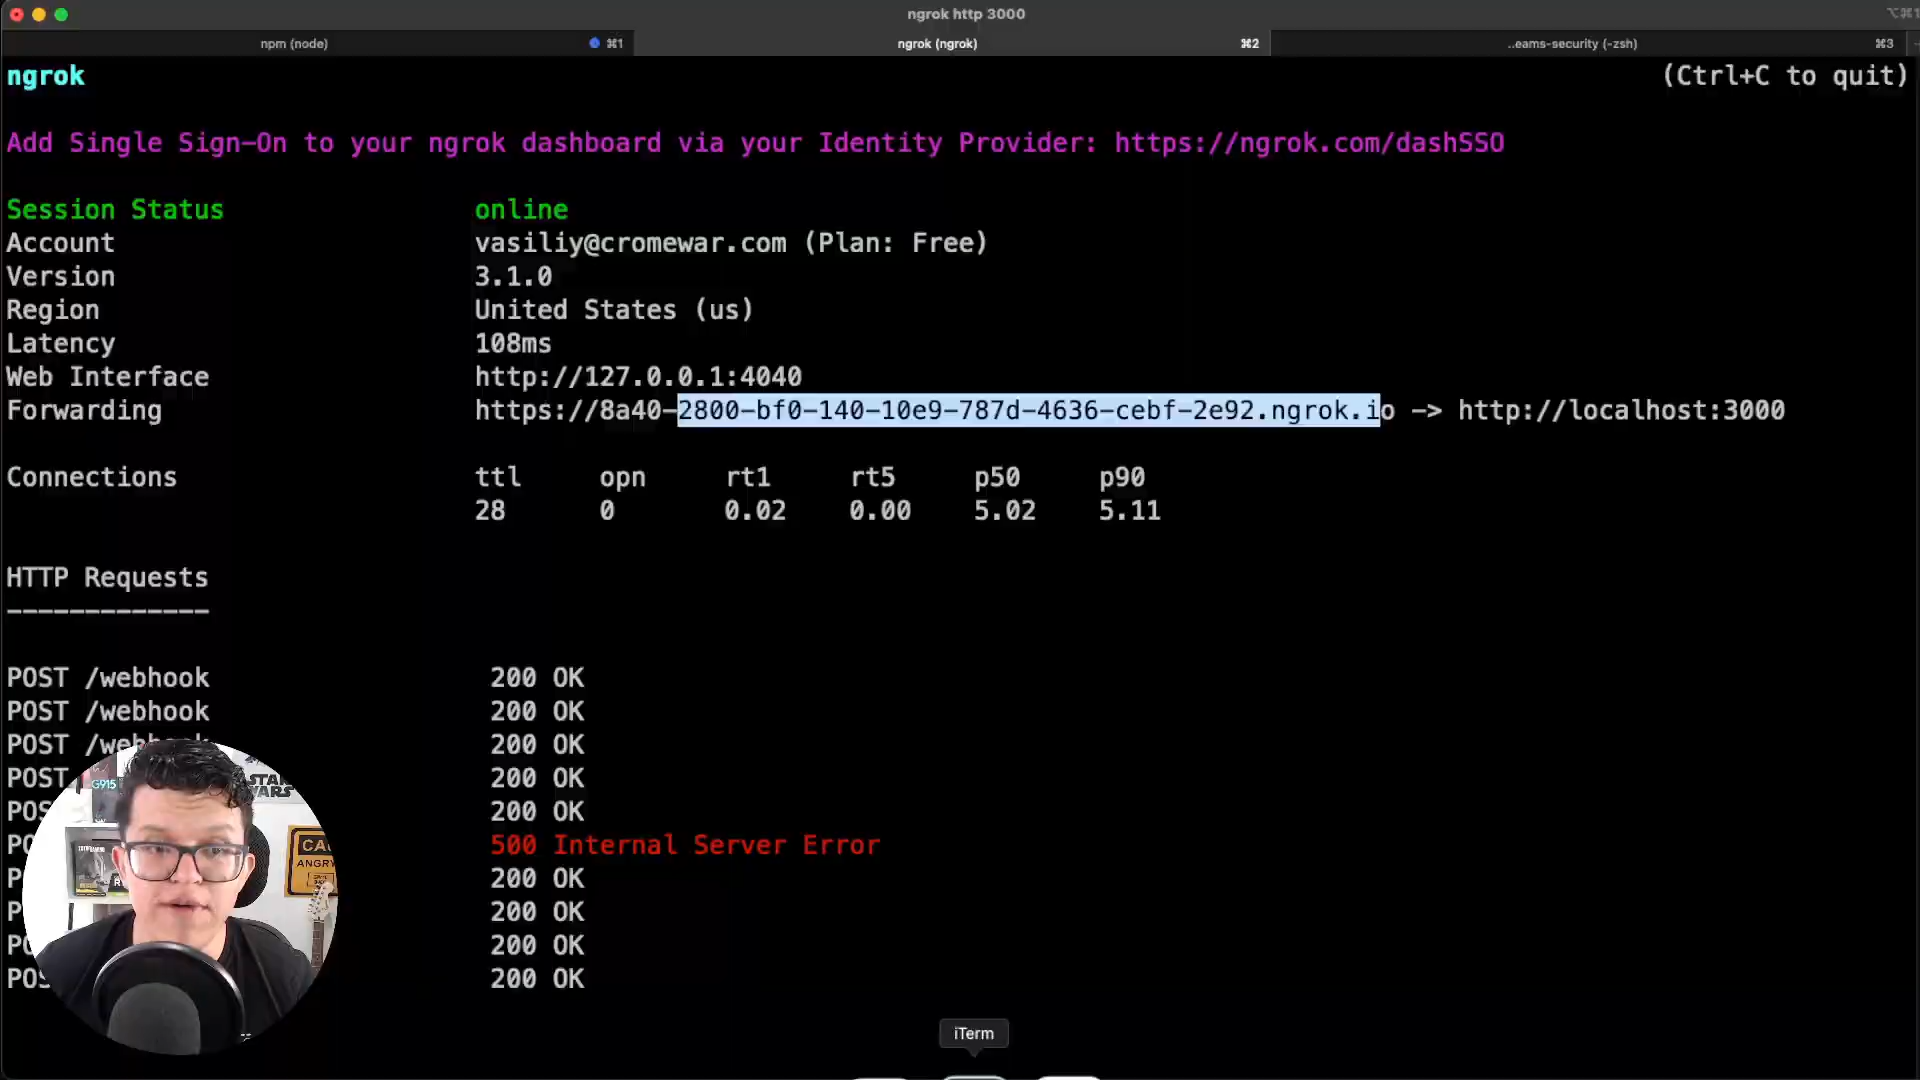 ngrok http 3000
⌥⌘1
npm (node)
⌘1
ngrok (ngrok)
⌘2
..eams-security (-zsh)
⌘3
ngrok
(Ctrl+C to quit)
Add Single Sign-On to your ngrok dashboard via your Identity Provider: https://ngrok.com/dashSSO
Session Status online
Account vasiliy@cromewar.com (Plan: Free)
Version 3.1.0
Region United States (us)
Latency 108ms
Web Interface http://127.0.0.1:4040
Forwarding https://8a40-2800-bf0-140-10e9-787d-4636-cebf-2e92.ngrok.io -> http://localhost:3000
Connections ttl opn rt1 rt5 p50 p90
28 0 0.02 0.00 5.02 5.11
HTTP Requests
-------------
POST /webhook 200 OK
POST /webhook 200 OK
POST 200 OK
POST 200 OK
200 OK
500 Internal Server Error
200 OK
200 OK
200 OK
200 OK
G915
STAR
WARS
ANGRY
iTerm